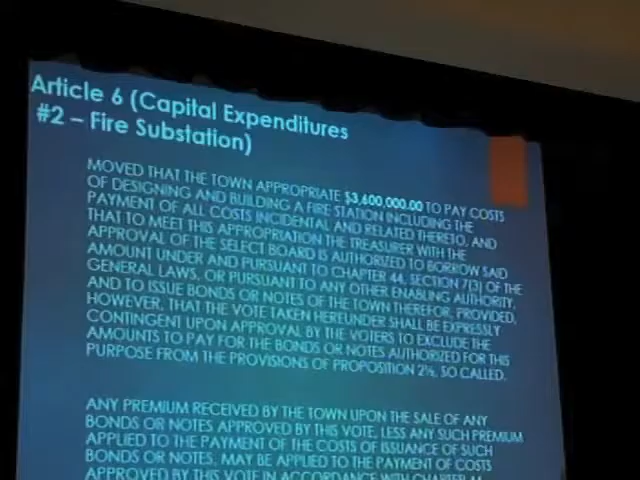 Article 6 (Capital Expenditures
#2 – Fire Substation)
MOVED THAT THE TOWN APPROPRIATE $3,600,000.00 TO PAY COSTS
OF DESIGNING AND BUILDING A FIRE STATION INCLUDING THE
PAYMENT OF ALL COSTS INCIDENTAL AND RELATED THERETO, AND
THAT TO MEET THIS APPROPRIATION THE TREASURER WITH THE
APPROVAL OF THE SELECT BOARD IS AUTHORIZED TO BORROW SAID
AMOUNT UNDER AND PURSUANT TO CHAPTER 44, SECTION 7(3) OF THE
GENERAL LAWS, OR PURSUANT TO ANY OTHER ENABLING AUTHORITY,
AND TO ISSUE BONDS OR NOTES OF THE TOWN THEREFOR, PROVIDED,
HOWEVER, THAT THE VOTE TAKEN HEREUNDER SHALL BE EXPRESSLY
CONTINGENT UPON APPROVAL BY THE VOTERS TO EXCLUDE THE
AMOUNTS TO PAY FOR THE BONDS OR NOTES AUTHORIZED FOR THIS
PURPOSE FROM THE PROVISIONS OF PROPOSITION 2½, SO CALLED.
ANY PREMIUM RECEIVED BY THE TOWN UPON THE SALE OF ANY
BONDS OR NOTES APPROVED BY THIS VOTE, LESS ANY SUCH PREMIUM
APPLIED TO THE PAYMENT OF THE COSTS OF ISSUANCE OF SUCH
BONDS OR NOTES, MAY BE APPLIED TO THE PAYMENT OF COSTS
APPROVED BY THIS VOTE IN ACCORDANCE WITH CHAPTER 44,